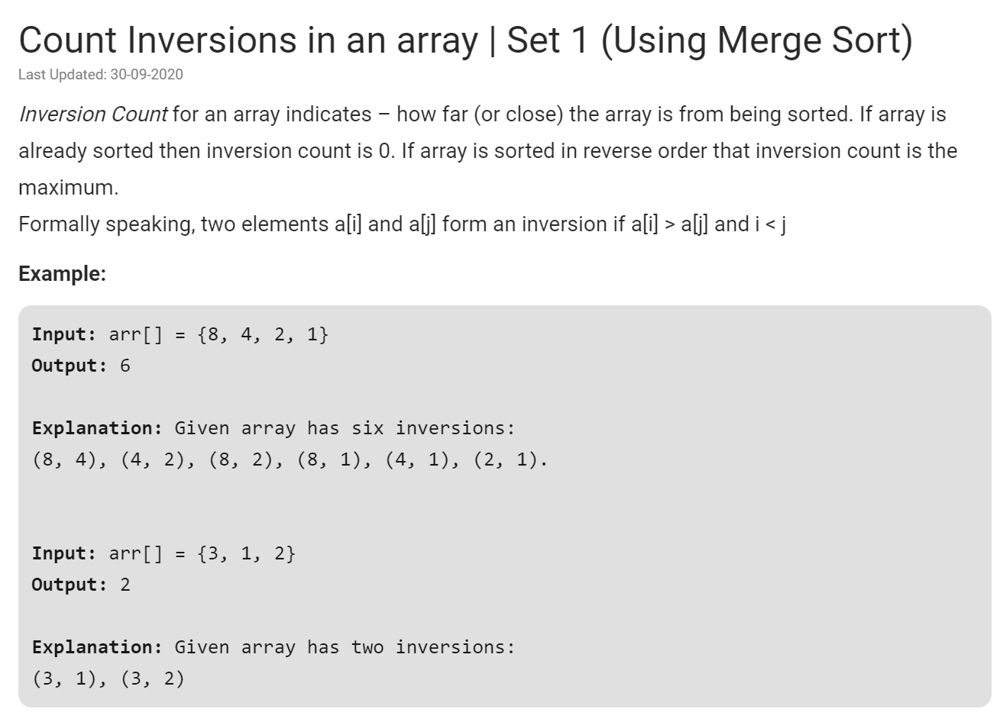 Count Inversions in an array | Set 1 (Using Merge Sort)
Last Updated: 30-09-2020
Inversion Count for an array indicates – how far (or close) the array is from being sorted. If array is
already sorted then inversion count is 0. If array is sorted in reverse order that inversion count is the
maximum.
Formally speaking, two elements a[i] and a[j] form an inversion if a[i] > a[j] and i < j
Example:
Input: arr[] = {8, 4, 2, 1}
Output: 6
Explanation: Given array has six inversions:
(8, 4), (4, 2), (8, 2), (8, 1), (4, 1), (2, 1).
Input: arr[] = {3, 1, 2}
Output: 2
Explanation: Given array has two inversions:
(3, 1), (3, 2)